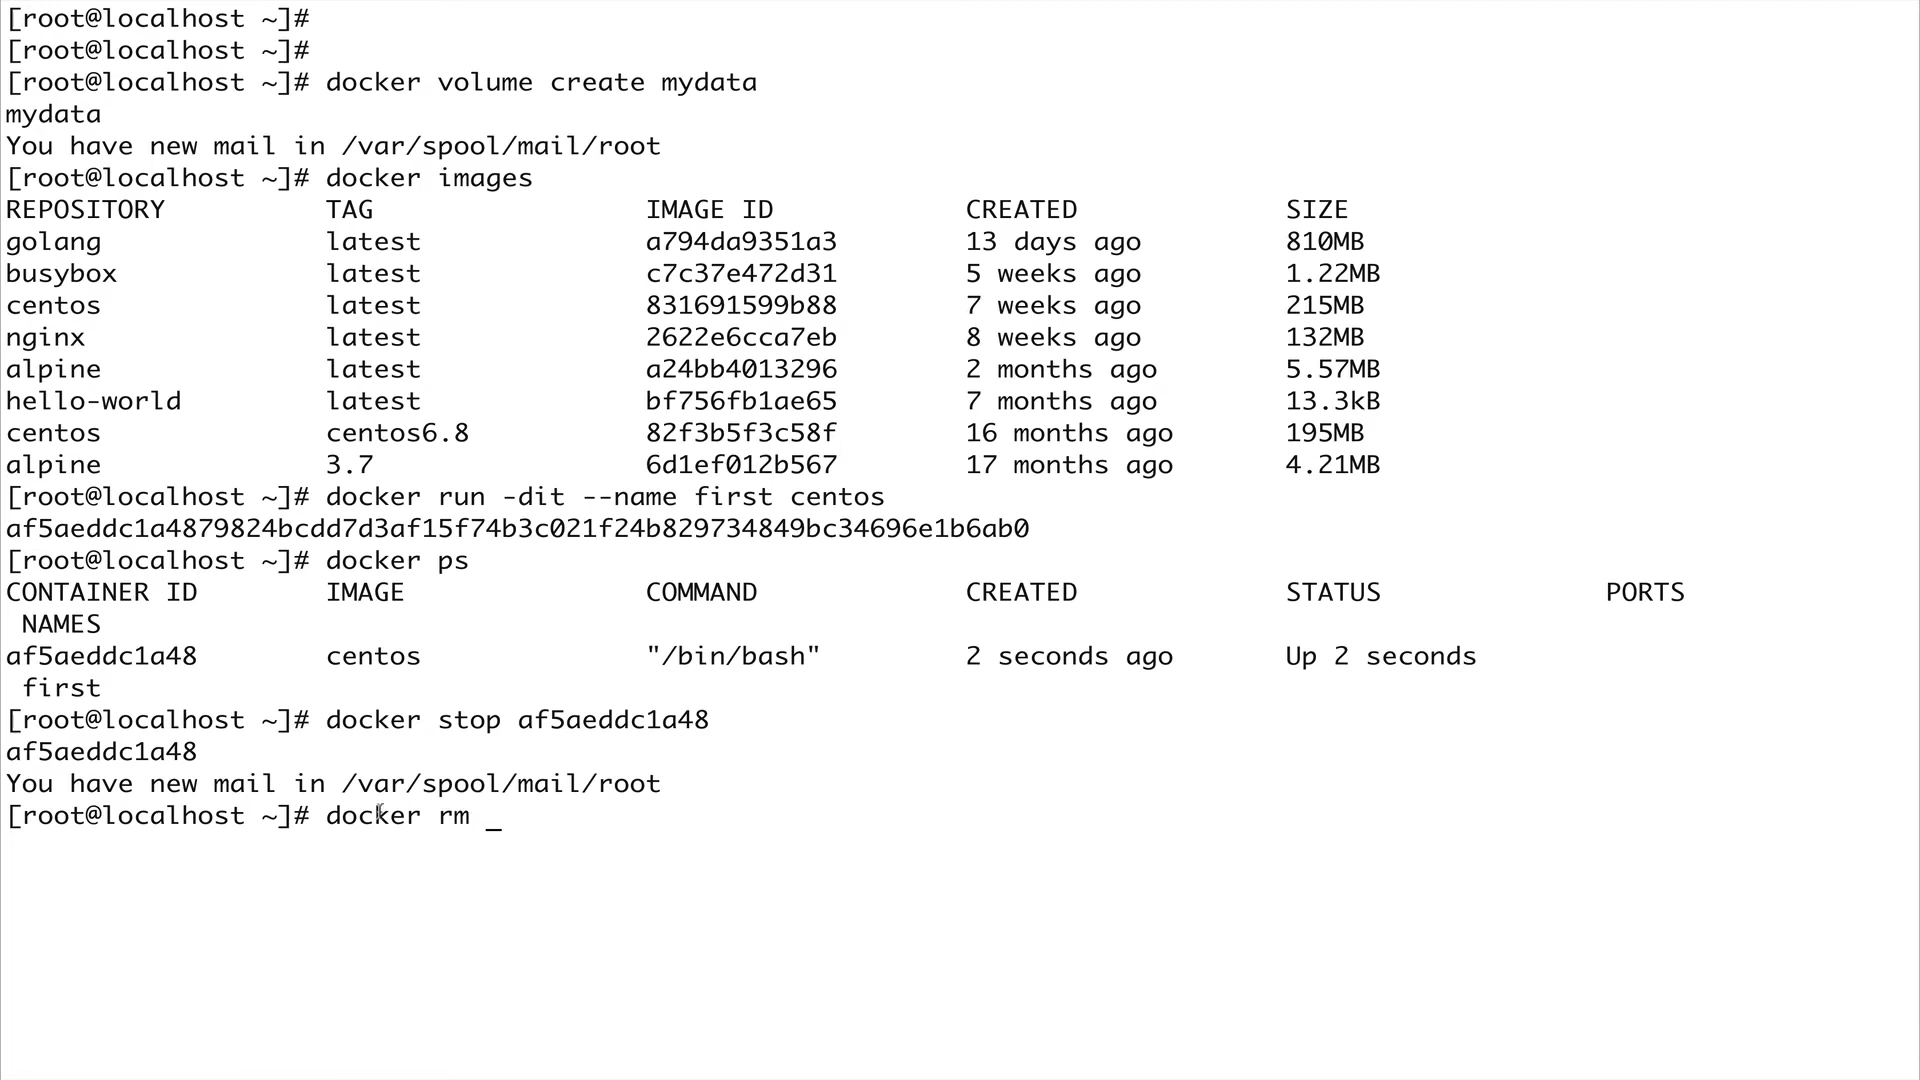 [root@localhost ~]#
[root@localhost ~]#
[root@localhost ~]# docker volume create mydata
mydata
You have new mail in /var/spool/mail/root
[root@localhost ~]# docker images
REPOSITORY TAG IMAGE ID CREATED SIZE
golang latest a794da9351a3 13 days ago 810MB
busybox latest c7c37e472d31 5 weeks ago 1.22MB
centos latest 831691599b88 7 weeks ago 215MB
nginx latest 2622e6cca7eb 8 weeks ago 132MB
alpine latest a24bb4013296 2 months ago 5.57MB
hello-world latest bf756fb1ae65 7 months ago 13.3kB
centos centos6.8 82f3b5f3c58f 16 months ago 195MB
alpine 3.7 6d1ef012b567 17 months ago 4.21MB
[root@localhost ~]# docker run -dit --name first centos
af5aeddc1a4879824bcdd7d3af15f74b3c021f24b829734849bc34696e1b6ab0
[root@localhost ~]# docker ps
CONTAINER ID IMAGE COMMAND CREATED STATUS PORTS
NAMES
af5aeddc1a48 centos "/bin/bash" 2 seconds ago Up 2 seconds
first
[root@localhost ~]# docker stop af5aeddc1a48
af5aeddc1a48
You have new mail in /var/spool/mail/root
[root@localhost ~]# docker rm _